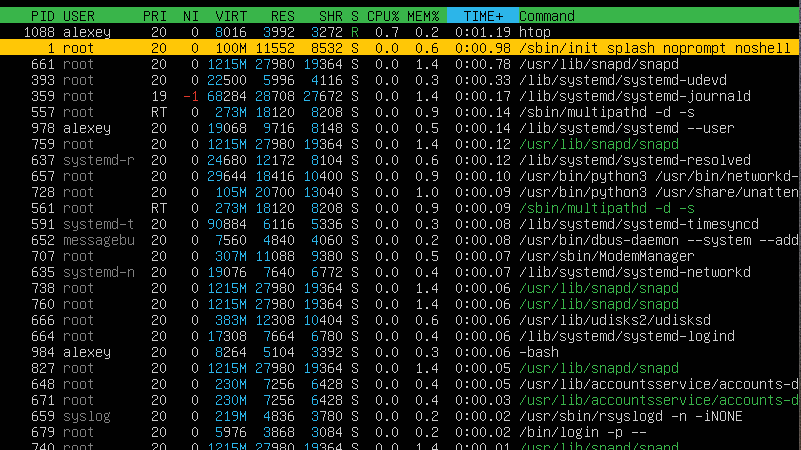 PID USER PRI NI VIRT RES SHR S CPU% MEM% TIME+ Command
1088 alexey 20 0 8016 3992 3272 R 0.7 0.2 0:01.19 htop
1 root 20 0 100M 11552 8532 S 0.0 0.6 0:00.98 /sbin/init splash noprompt noshell
661 root 20 0 1215M 27980 19364 S 0.0 1.4 0:00.78 /usr/lib/snapd/snapd
393 root 20 0 22500 5996 4116 S 0.0 0.3 0:00.33 /lib/systemd/systemd-udevd
359 root 19 -1 68284 28708 27672 S 0.0 1.4 0:00.17 /lib/systemd/systemd-journald
557 root RT 0 273M 18120 8208 S 0.0 0.9 0:00.14 /sbin/multipathd -d -s
978 alexey 20 0 19068 9716 8148 S 0.0 0.5 0:00.14 /lib/systemd/systemd --user
759 root 20 0 1215M 27980 19364 S 0.0 1.4 0:00.12 /usr/lib/snapd/snapd
637 systemd-r 20 0 24680 12172 8104 S 0.0 0.6 0:00.12 /lib/systemd/systemd-resolved
657 root 20 0 29644 18416 10400 S 0.0 0.9 0:00.10 /usr/bin/python3 /usr/bin/networkd-
728 root 20 0 105M 20700 13040 S 0.0 1.0 0:00.09 /usr/bin/python3 /usr/share/unatten
561 root RT 0 273M 18120 8208 S 0.0 0.9 0:00.09 /sbin/multipathd -d -s
591 systemd-t 20 0 90884 6116 5336 S 0.0 0.3 0:00.08 /lib/systemd/systemd-timesyncd
652 messagebu 20 0 7560 4840 4060 S 0.0 0.2 0:00.08 /usr/bin/dbus-daemon --system --add
707 root 20 0 307M 11088 9380 S 0.0 0.5 0:00.07 /usr/sbin/ModemManager
635 systemd-n 20 0 19076 7640 6772 S 0.0 0.4 0:00.07 /lib/systemd/systemd-networkd
738 root 20 0 1215M 27980 19364 S 0.0 1.4 0:00.06 /usr/lib/snapd/snapd
760 root 20 0 1215M 27980 19364 S 0.0 1.4 0:00.06 /usr/lib/snapd/snapd
666 root 20 0 383M 12308 10404 S 0.0 0.6 0:00.06 /usr/lib/udisks2/udisksd
664 root 20 0 17308 7664 6780 S 0.0 0.4 0:00.06 /lib/systemd/systemd-logind
984 alexey 20 0 8264 5104 3392 S 0.0 0.3 0:00.06 -bash
827 root 20 0 1215M 27980 19364 S 0.0 1.4 0:00.05 /usr/lib/snapd/snapd
648 root 20 0 230M 7256 6428 S 0.0 0.4 0:00.05 /usr/lib/accountsservice/accounts-d
671 root 20 0 230M 7256 6428 S 0.0 0.4 0:00.03 /usr/lib/accountsservice/accounts-d
659 syslog 20 0 219M 4836 3780 S 0.0 0.2 0:00.02 /usr/sbin/rsyslogd -n -iNONE
679 root 20 0 5976 3868 3084 S 0.0 0.2 0:00.02 /bin/login -p --
740 root 20 0 1215M 27980 19364 S 0.0 1.4 0:00.01 /usr/lib/snapd/snapd